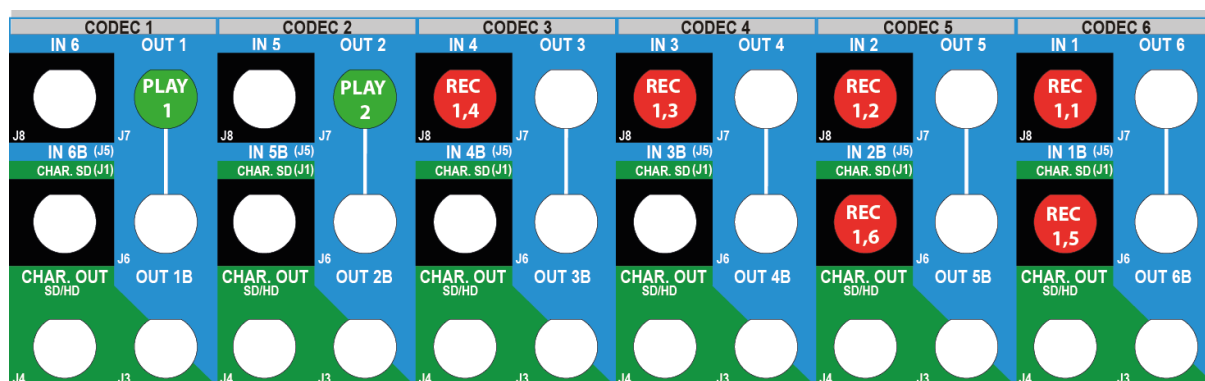 CODEC 1 CODEC 2 CODEC 3 CODEC 4 CODEC 5 CODEC 6
IN 6 OUT 1 IN 5 OUT 2 IN 4 OUT 3 IN 3 OUT 4 IN 2 OUT 5 IN 1 OUT 6
PLAY PLAY REC REC REC REC
1 2 1,4 1,3 1,2 1,1
J8 J7 J8 J7 J8 J7 J8 J7 J8 J7 J8 J7
IN 6B (J5) IN 5B (J5) IN 4B (J5) IN 3B (J5) IN 2B (J5) IN 1B (J5)
CHAR. SD (J1) CHAR. SD (J1) CHAR. SD (J1) CHAR. SD (J1) CHAR. SD (J1) CHAR. SD (J1)
REC REC
1,6 1,5
J6 J6 J6 J6 J6 J6
CHAR. OUT OUT 1B CHAR. OUT OUT 2B CHAR. OUT OUT 3B CHAR. OUT OUT 4B CHAR. OUT OUT 5B CHAR. OUT OUT 6B
SD/HD SD/HD SD/HD SD/HD SD/HD SD/HD
J4 J3 J4 J3 J4 J3 J4 J3 J4 J3 J4 J3